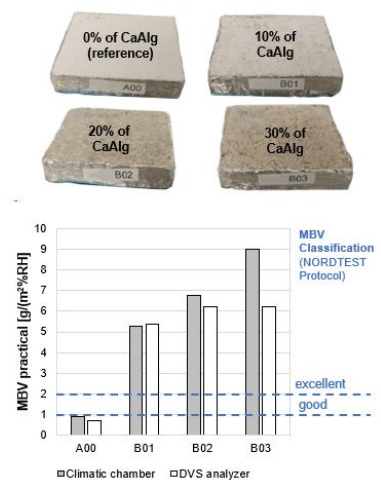 0% of CaAlg
(reference)
A00
10% of
CaAlg
B01
20% of
CaAlg
B02
30% of
CaAlg
B03
MBV practical [g/(m²%RH]
10
9
8
7
6
5
4
3
2
1
0
MBV
Classification
(NORDTEST
Protocol)
excellent
good
A00 B01 B02 B03
Climatic chamber DVS analyzer